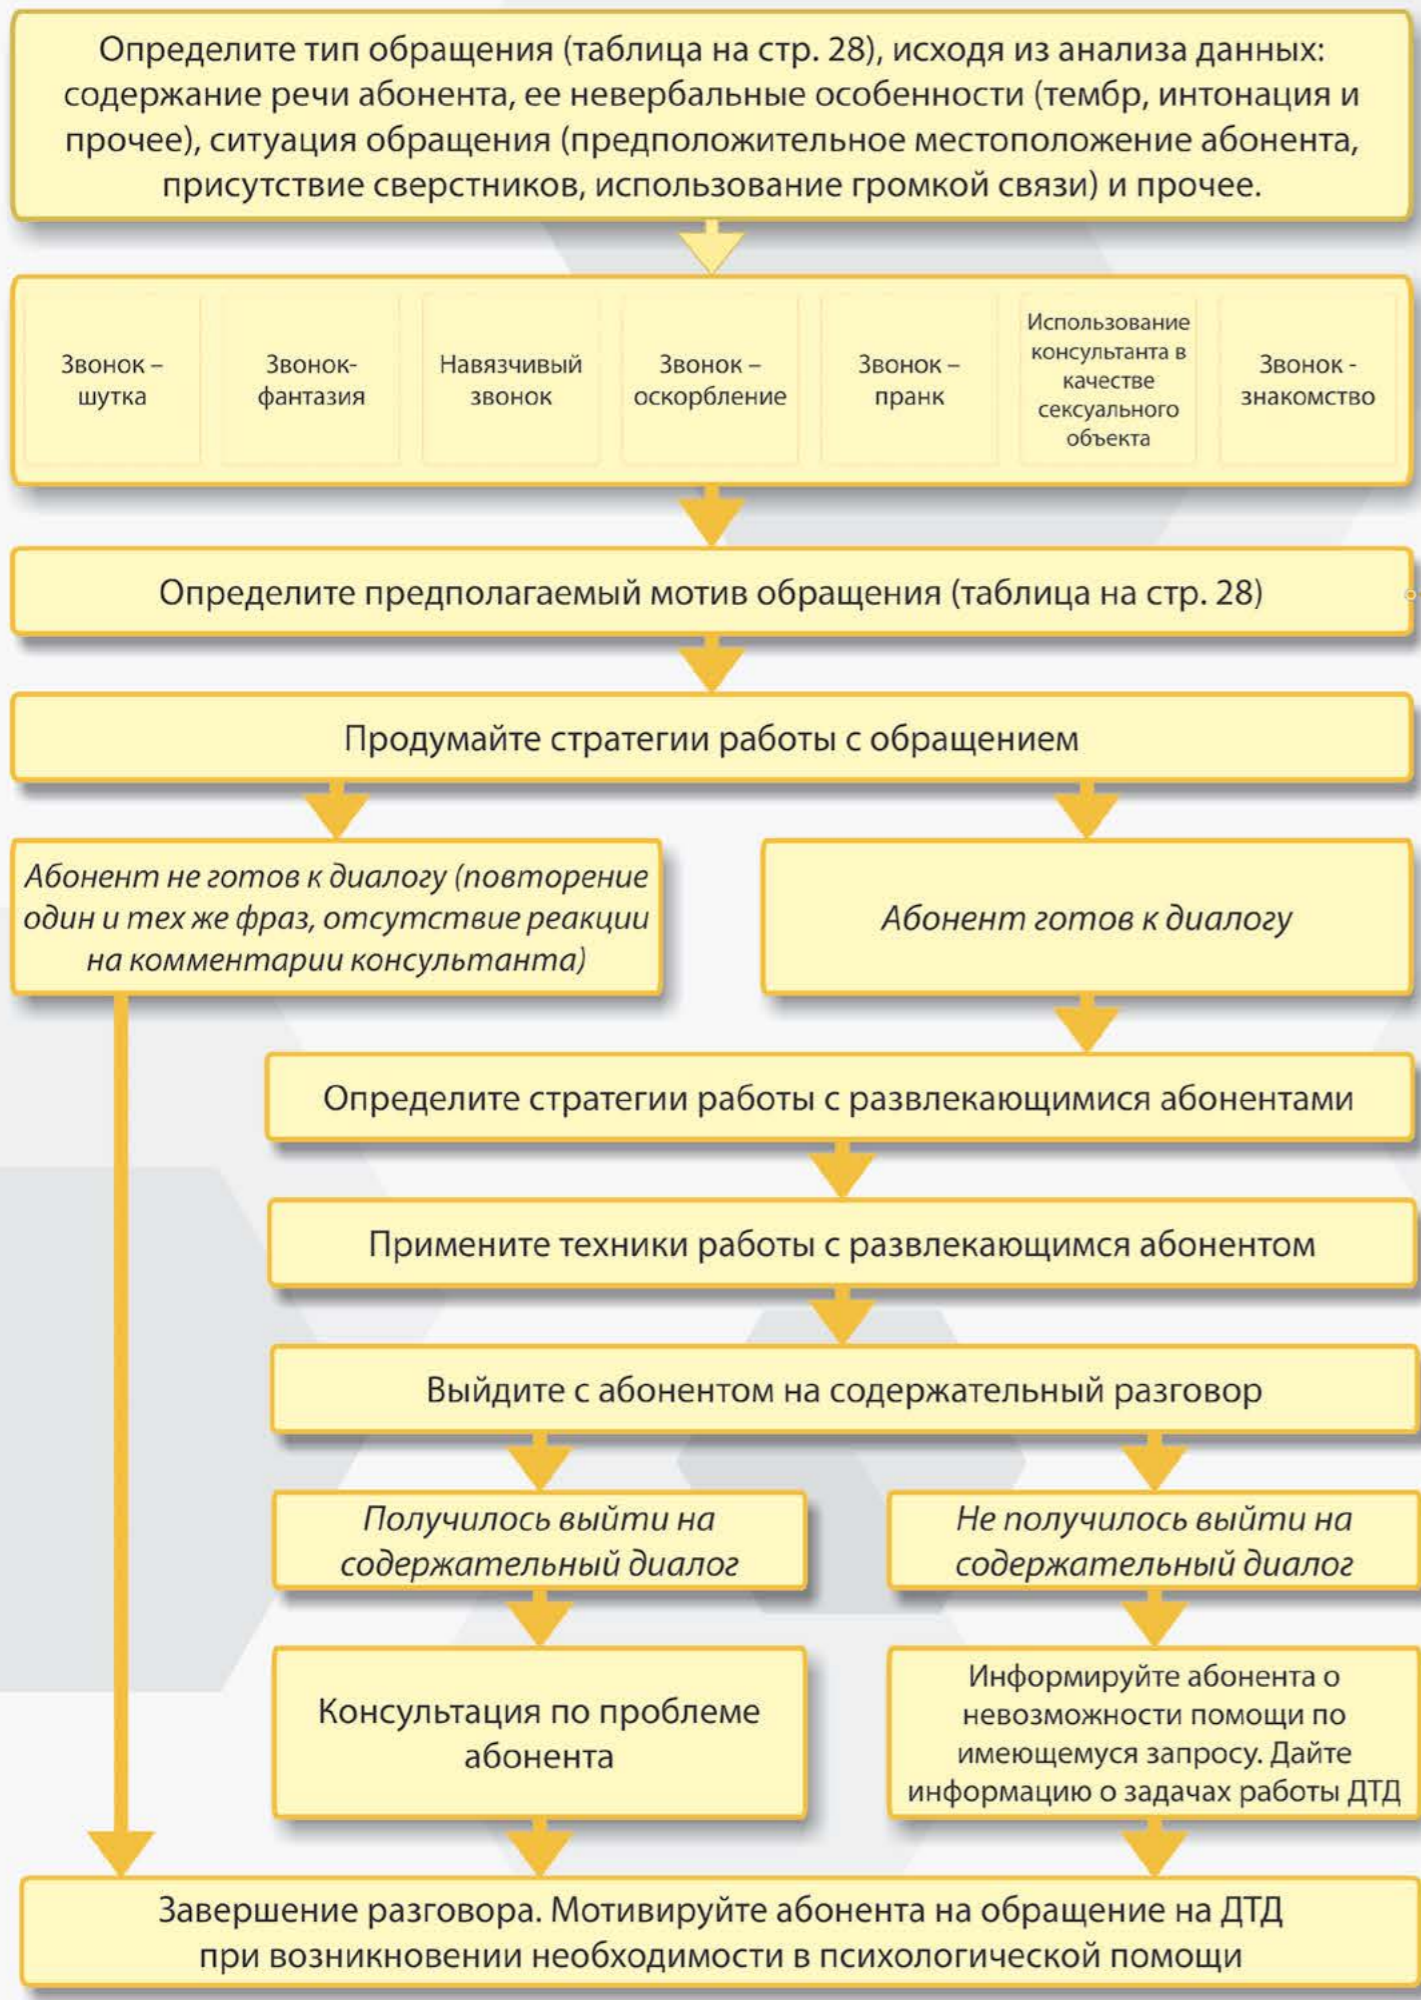 Определите тип обращения (таблица на стр. 28), исходя из анализа данных:
содержание речи абонента, ее невербальные особенности (тембр, интонация и
прочее), ситуация обращения (предположительное местоположение абонента,
присутствие сверстников, использование громкой связи) и прочее.
Звонок –
шутка
Звонок-
фантазия
Навязчивый
звонок
Звонок –
оскорбление
Звонок –
пранк
Использование
консультанта в
качестве
сексуального
объекта
Звонок -
знакомство
Определите предполагаемый мотив обращения (таблица на стр. 28)
Продумайте стратегии работы с обращением
Абонент не готов к диалогу (повторение
один и тех же фраз, отсутствие реакции
на комментарии консультанта)
Абонент готов к диалогу
Определите стратегии работы с развлекающимися абонентами
Примените техники работы с развлекающимся абонентом
Выйдите с абонентом на содержательный разговор
Получилось выйти на
содержательный диалог
Не получилось выйти на
содержательный диалог
Консультация по проблеме
абонента
Информируйте абонента о
невозможности помощи по
имеющемуся запросу. Дайте
информацию о задачах работы ДТД
Завершение разговора. Мотивируйте абонента на обращение на ДТД
при возникновении необходимости в психологической помощи